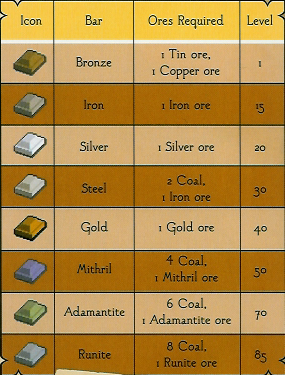 Icon Bar Ores Required Level
Bronze 1 Tin ore, 1 Copper ore 1
Iron 1 Iron ore 15
Silver 1 Silver ore 20
Steel 2 Coal, 1 Iron ore 30
Gold 1 Gold ore 40
Mithril 4 Coal, 1 Mithril ore 50
Adamantite 6 Coal, 1 Adamantite ore 70
Runite 8 Coal, 1 Runite ore 85